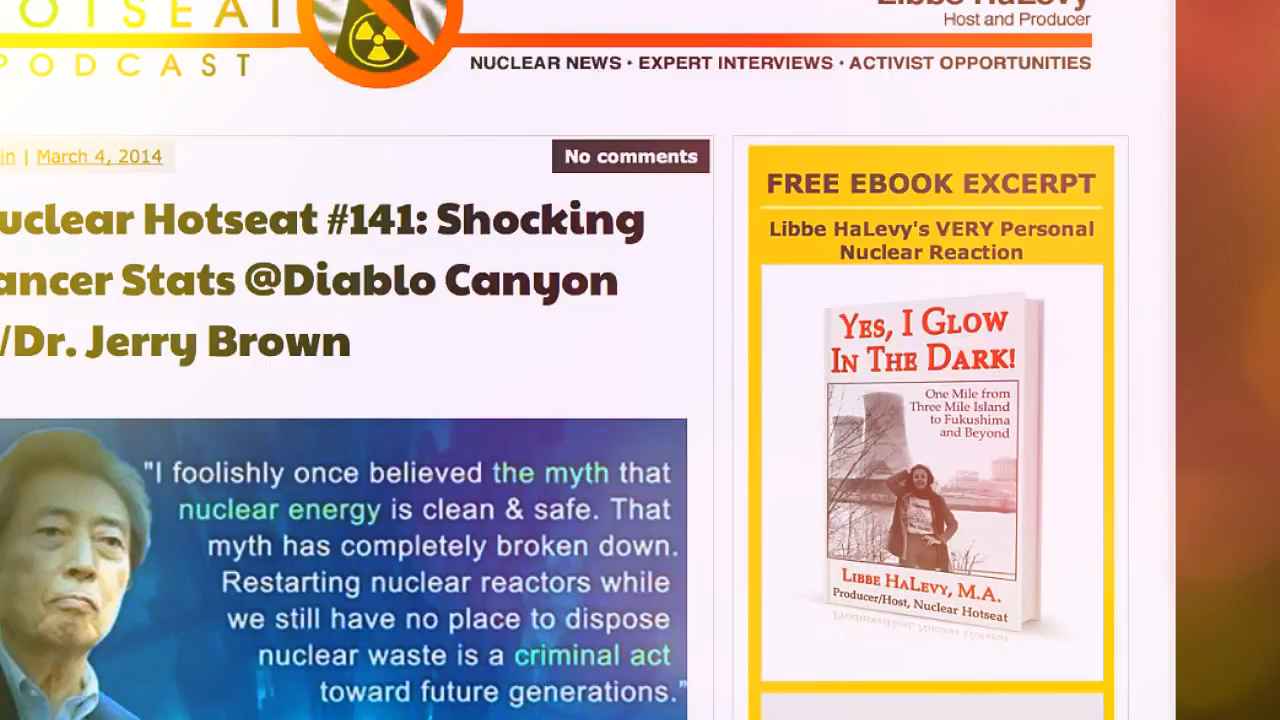 OTSEAT
PODCAST
Host and Producer
NUCLEAR NEWS • EXPERT INTERVIEWS • ACTIVIST OPPORTUNITIES
in | March 4, 2014
No comments
uclear Hotseat #141: Shocking
ancer Stats @Diablo Canyon
/Dr. Jerry Brown
"I foolishly once believed the myth that
nuclear energy is clean & safe. That
myth has completely broken down.
Restarting nuclear reactors while
we still have no place to dispose
nuclear waste is a criminal act
toward future generations."
FREE EBOOK EXCERPT
Libbe HaLevy's VERY Personal
Nuclear Reaction
YES, I GLOW
IN THE DARK!
One Mile from
Three Mile Island
to Fukushima
and Beyond
LIBBE HALEVY, M.A.
Producer/Host, Nuclear Hotseat